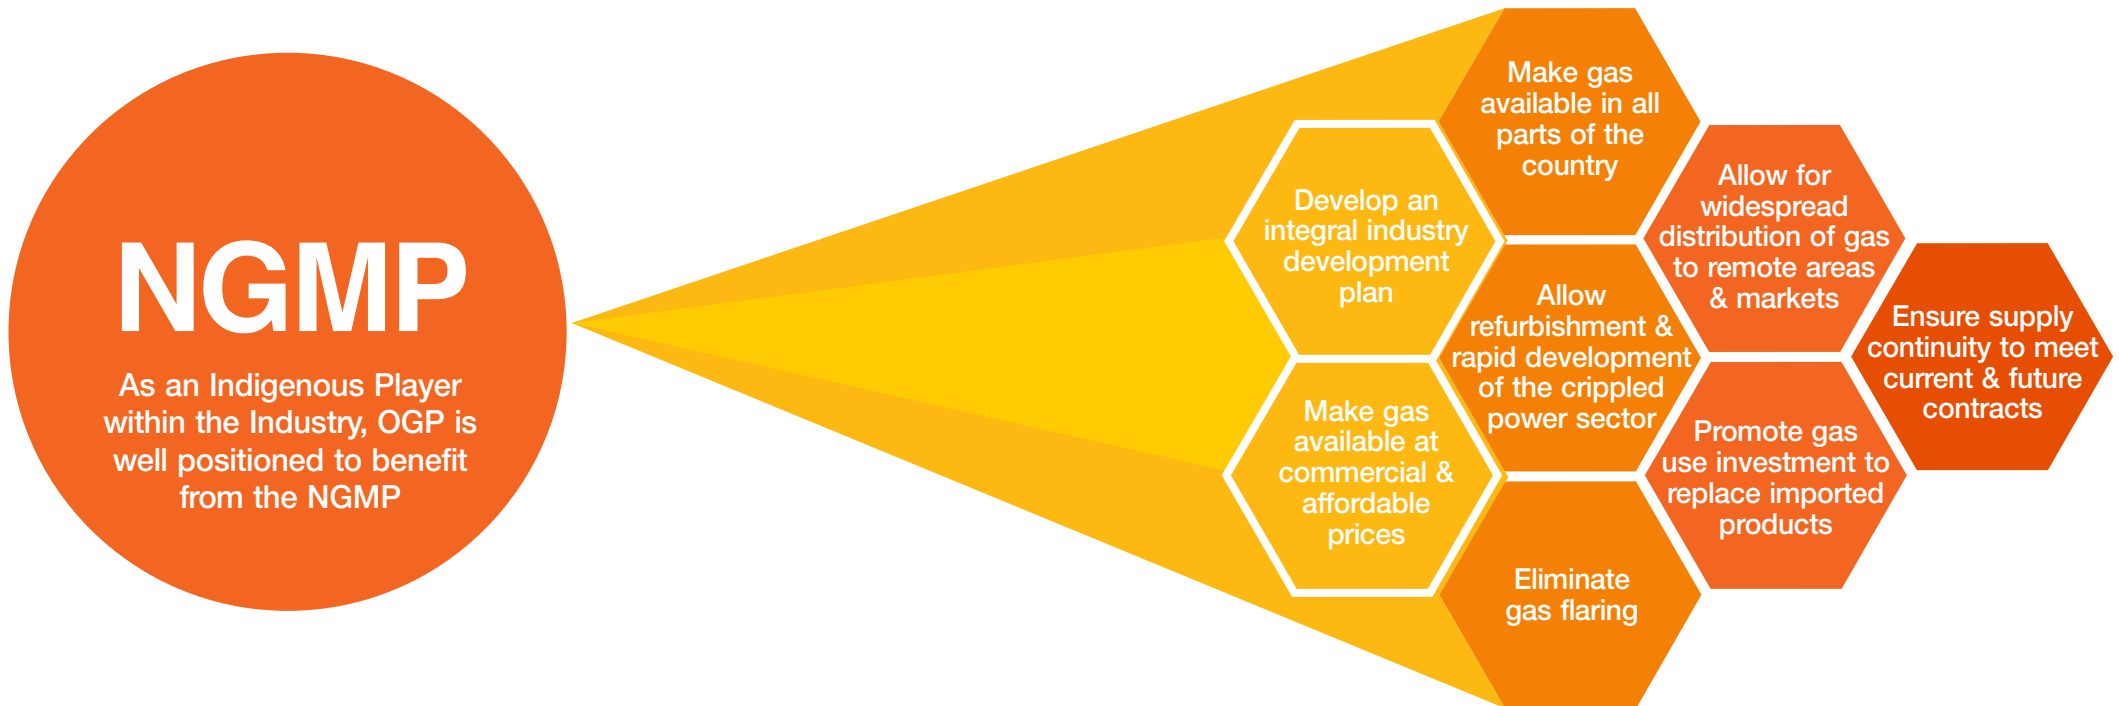 NGMP
As an Indigenous Player
within the Industry, OGP is
well positioned to benefit
from the NGMP
Develop an
integral industry
development
plan
Make gas
available at
commercial &
affordable
prices
Make gas
available in all
parts of the
country
Allow
refurbishment &
rapid development
of the crippled
power sector
Eliminate
gas flaring
Allow for
widespread
distribution of gas
to remote areas
& markets
Promote gas
use investment to
replace imported
products
Ensure supply
continuity to meet
current & future
contracts